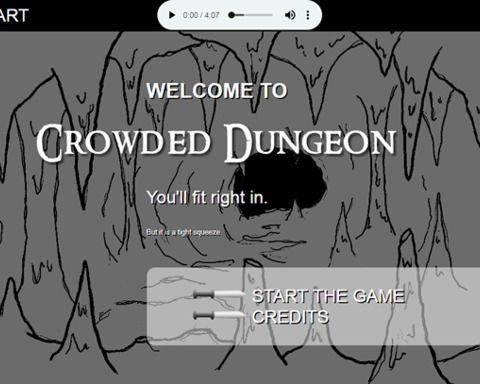 ART
0:00 / 4:07
WELCOME TO
CROWDED DUNGEON
You'll fit right in.
But it is a tight squeeze.
START THE GAME
CREDITS